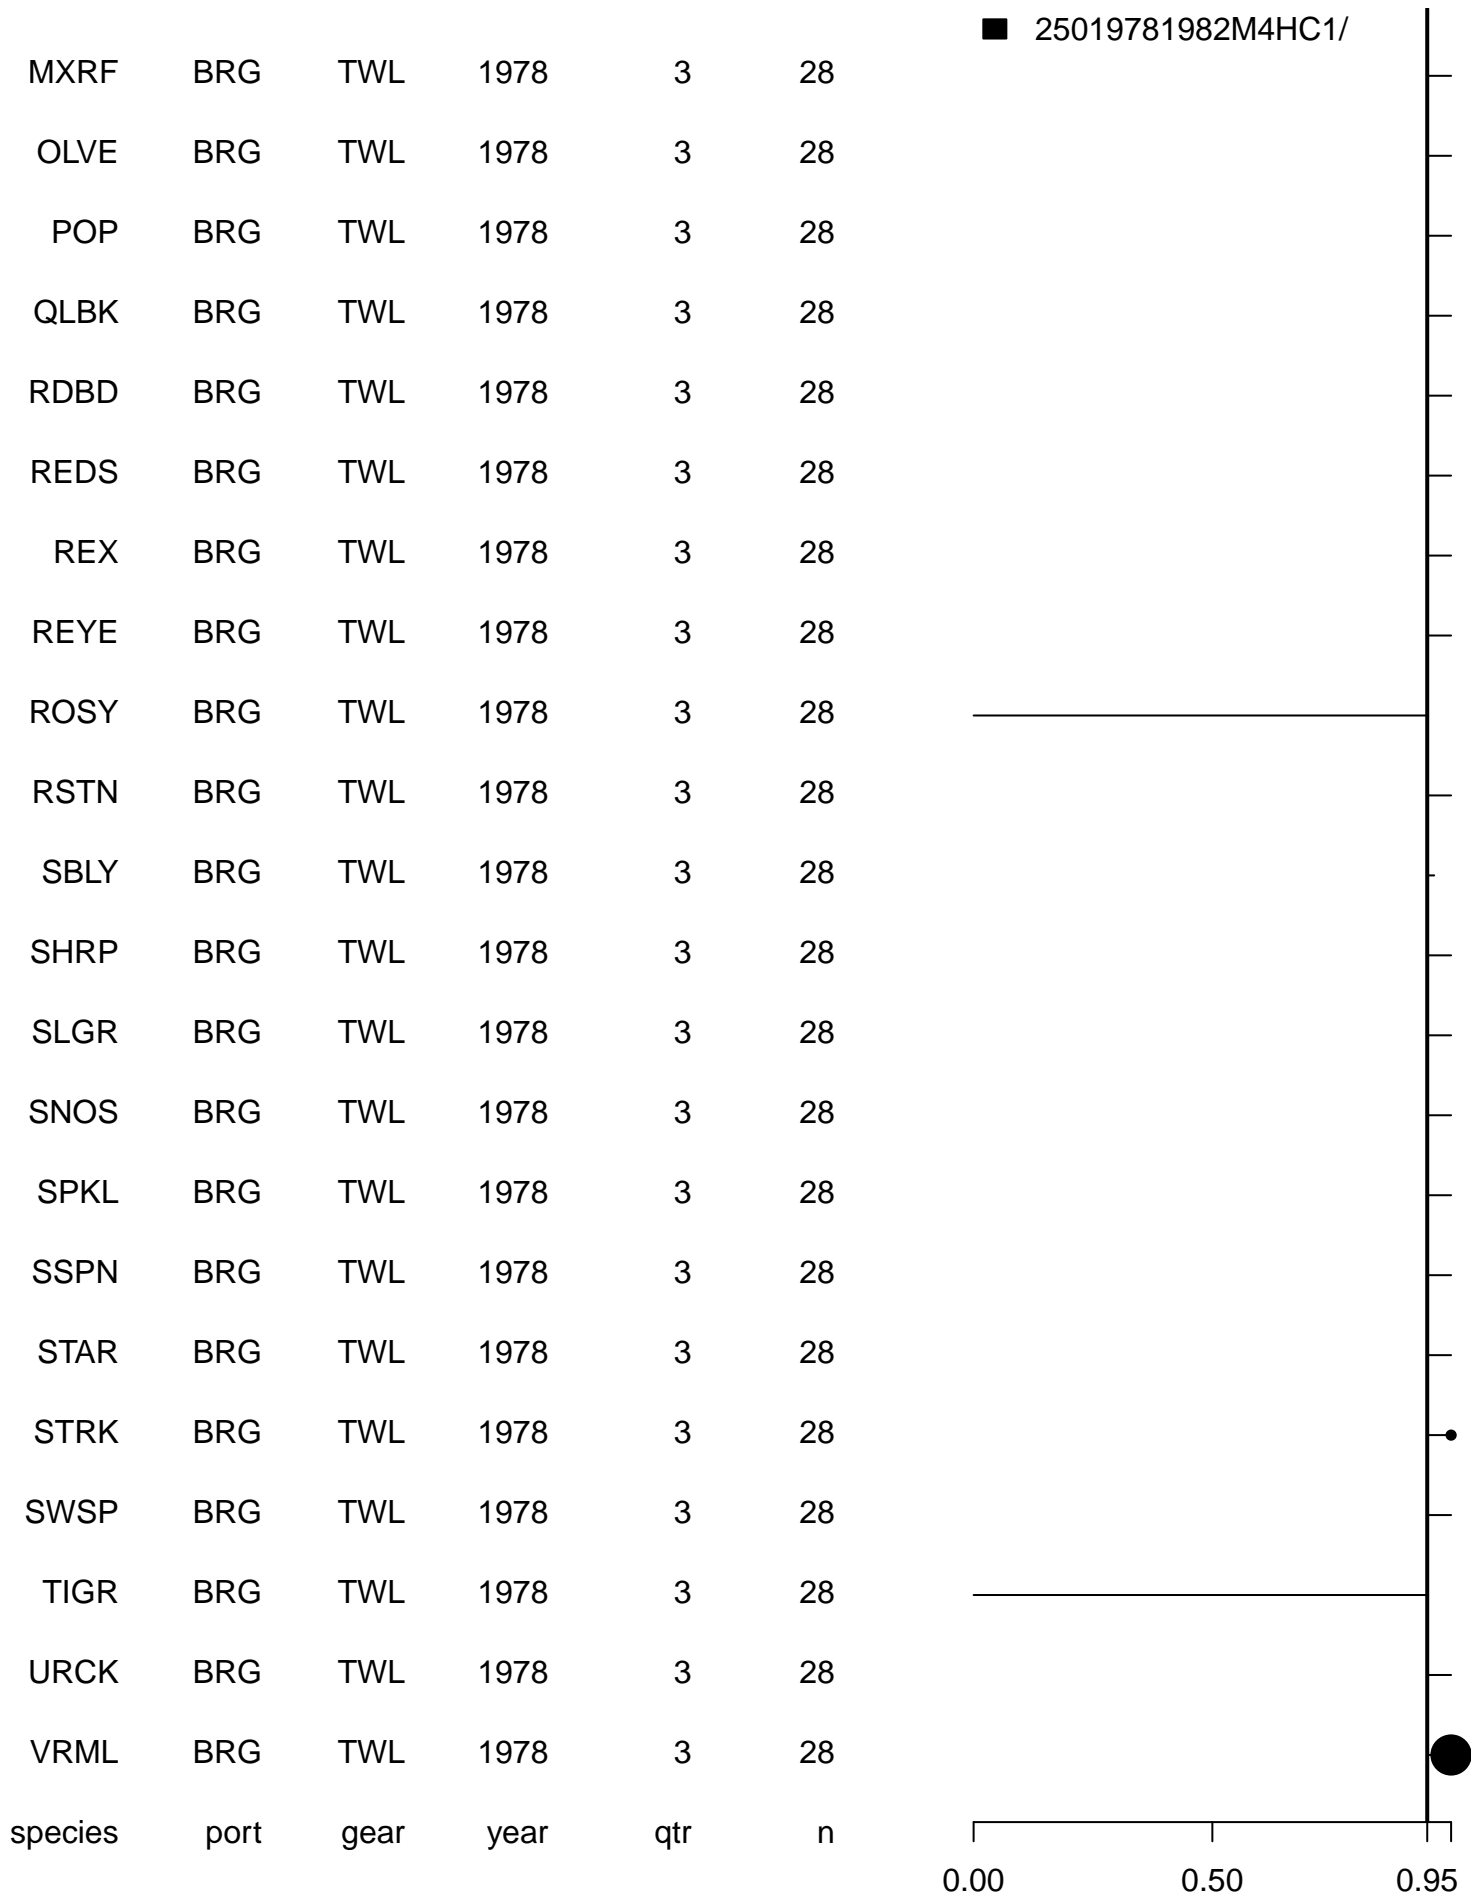 25019781982M4HC1/
MXRF BRG TWL 1978 3 28
OLVE BRG TWL 1978 3 28
POP BRG TWL 1978 3 28
QLBK BRG TWL 1978 3 28
RDBD BRG TWL 1978 3 28
REDS BRG TWL 1978 3 28
REX BRG TWL 1978 3 28
REYE BRG TWL 1978 3 28
ROSY BRG TWL 1978 3 28
RSTN BRG TWL 1978 3 28
SBLY BRG TWL 1978 3 28
SHRP BRG TWL 1978 3 28
SLGR BRG TWL 1978 3 28
SNOS BRG TWL 1978 3 28
SPKL BRG TWL 1978 3 28
SSPN BRG TWL 1978 3 28
STAR BRG TWL 1978 3 28
STRK BRG TWL 1978 3 28
SWSP BRG TWL 1978 3 28
TIGR BRG TWL 1978 3 28
URCK BRG TWL 1978 3 28
VRML BRG TWL 1978 3 28
species port gear year qtr n
0.00 0.50 0.95